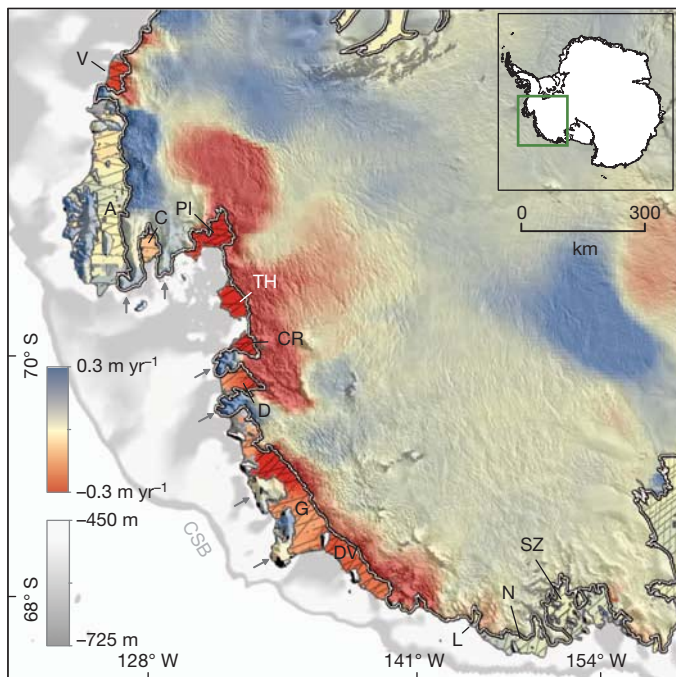 V
A
C
PI
TH
CR
D
G
DV
L
N
SZ
CSB
0 300
km
70° S
68° S
0.3 m yr⁻¹
−0.3 m yr⁻¹
−450 m
−725 m
128° W 141° W 154° W